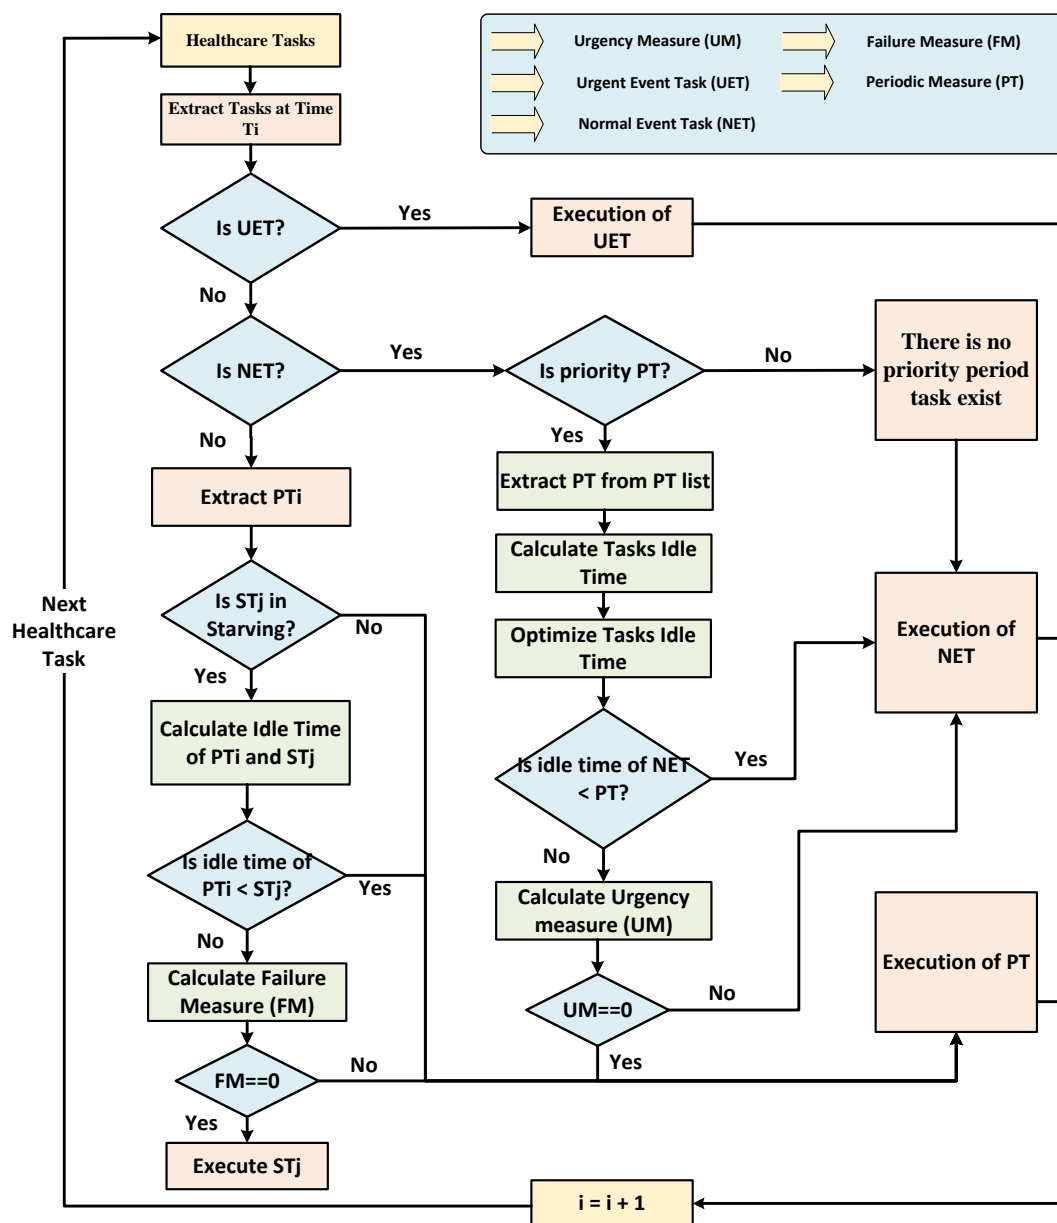 Healthcare Tasks
Urgency Measure (UM)
Failure Measure (FM)
Urgent Event Task (UET)
Periodic Measure (PT)
Normal Event Task (NET)
Extract Tasks at Time
Ti
Is UET?
Yes
Execution of
UET
No
Is NET?
Yes
Is priority PT?
No
There is no
priority period
task exist
No
Yes
Extract PTi
Extract PT from PT list
Calculate Tasks Idle
Time
Is STj in
Starving?
No
Optimize Tasks Idle
Time
Execution of
NET
Next
Healthcare
Task
Yes
Calculate Idle Time
of PTi and STj
Is idle time of NET
< PT?
Yes
No
Is idle time of
PTi < STj?
Yes
Calculate Urgency
measure (UM)
No
Calculate Failure
Measure (FM)
UM==0
No
Execution of PT
Yes
FM==0
No
Yes
Execute STj
i = i + 1